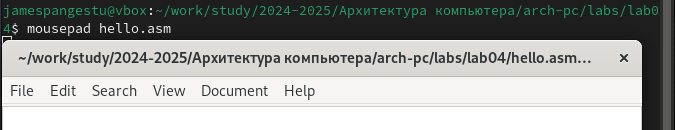 jamespangestu@vbox:~/work/study/2024-2025/Архитектура компьютера/arch-pc/labs/lab0
4$ mousepad hello.asm
~/work/study/2024-2025/Архитектура компьютера/arch-pc/labs/lab04/hello.asm...
File Edit Search View Document Help